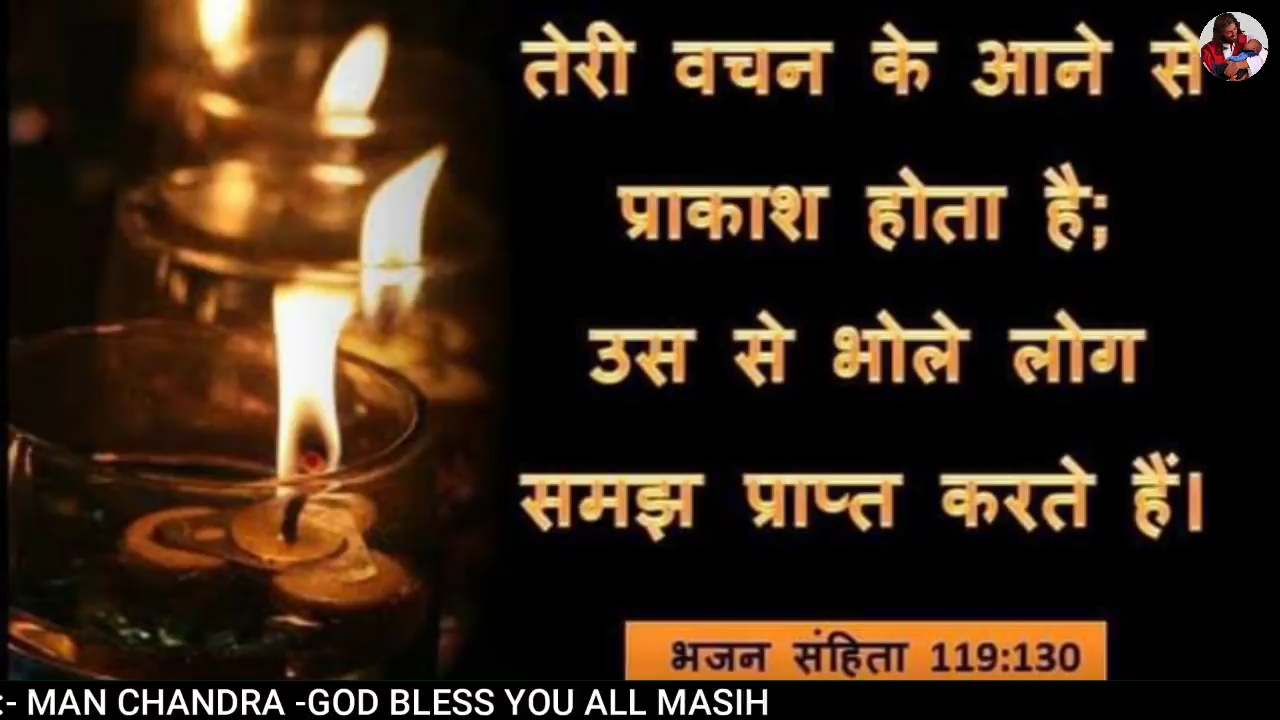 तेरी वचन के आने से
प्राकाश होता है;
उस से भोले लोग
समझ प्राप्त करते हैं।
भजन संहिता 119:130
:- MAN CHANDRA -GOD BLESS YOU ALL MASIH